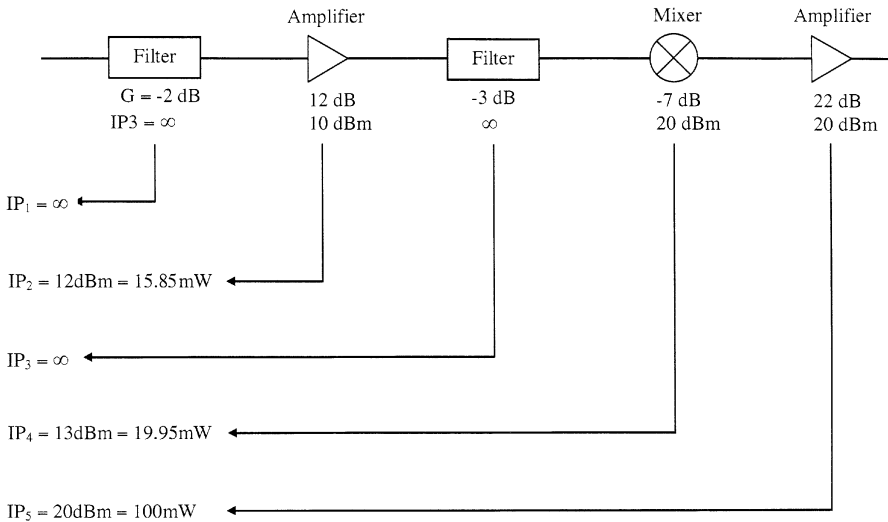 Amplifier
Mixer
Amplifier
Filter
Filter
G = -2 dB
12 dB
-3 dB
-7 dB
22 dB
IP3 = ∞
10 dBm
∞
20 dBm
20 dBm
IP₁ = ∞
IP₂ = 12dBm = 15.85mW
IP₃ = ∞
IP₄ = 13dBm = 19.95mW
IP₅ = 20dBm = 100mW